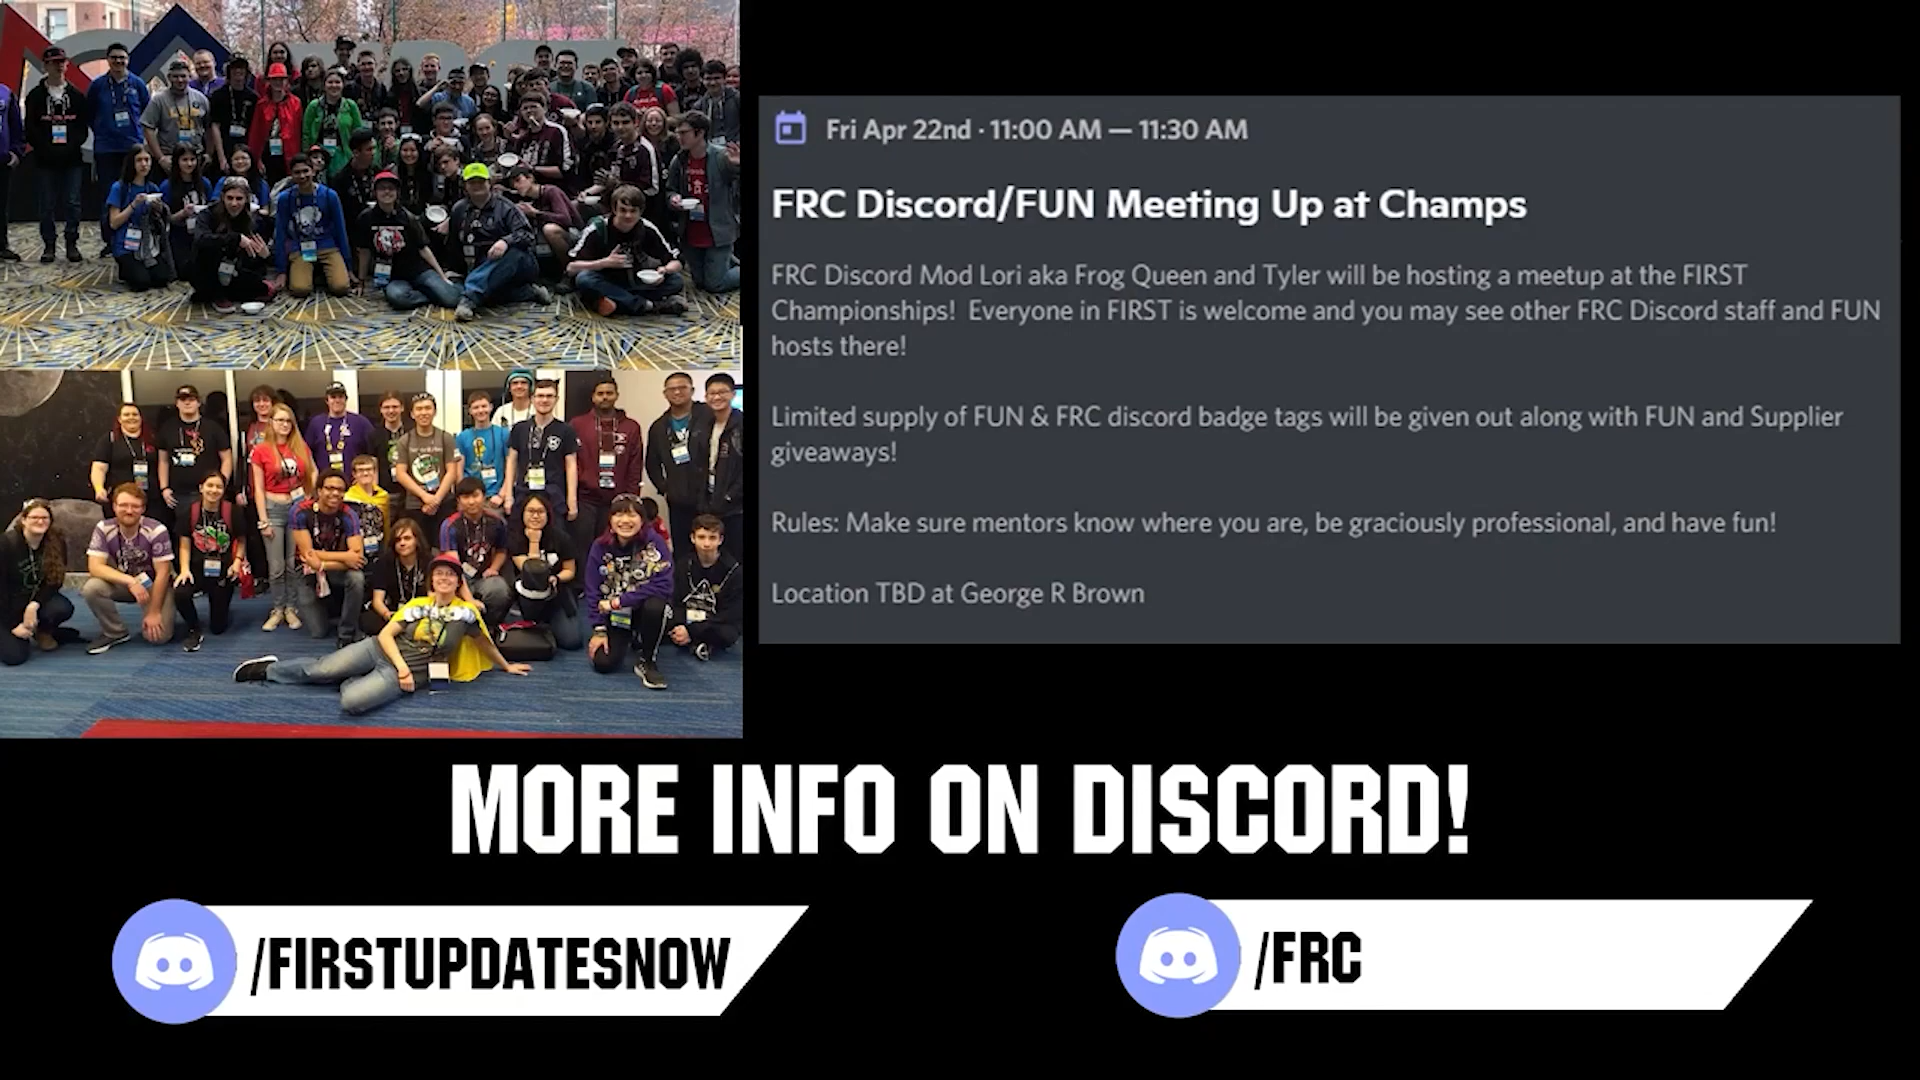 Fri Apr 22nd · 11:00 AM — 11:30 AM
FRC Discord/FUN Meeting Up at Champs
FRC Discord Mod Lori aka Frog Queen and Tyler will be hosting a meetup at the FIRST
Championships!  Everyone in FIRST is welcome and you may see other FRC Discord staff and FUN
hosts there!
Limited supply of FUN & FRC discord badge tags will be given out along with FUN and Supplier
giveaways!
Rules: Make sure mentors know where you are, be graciously professional, and have fun!
Location TBD at George R Brown
MORE INFO ON DISCORD!
/FIRSTUPDATESNOW
/FRC